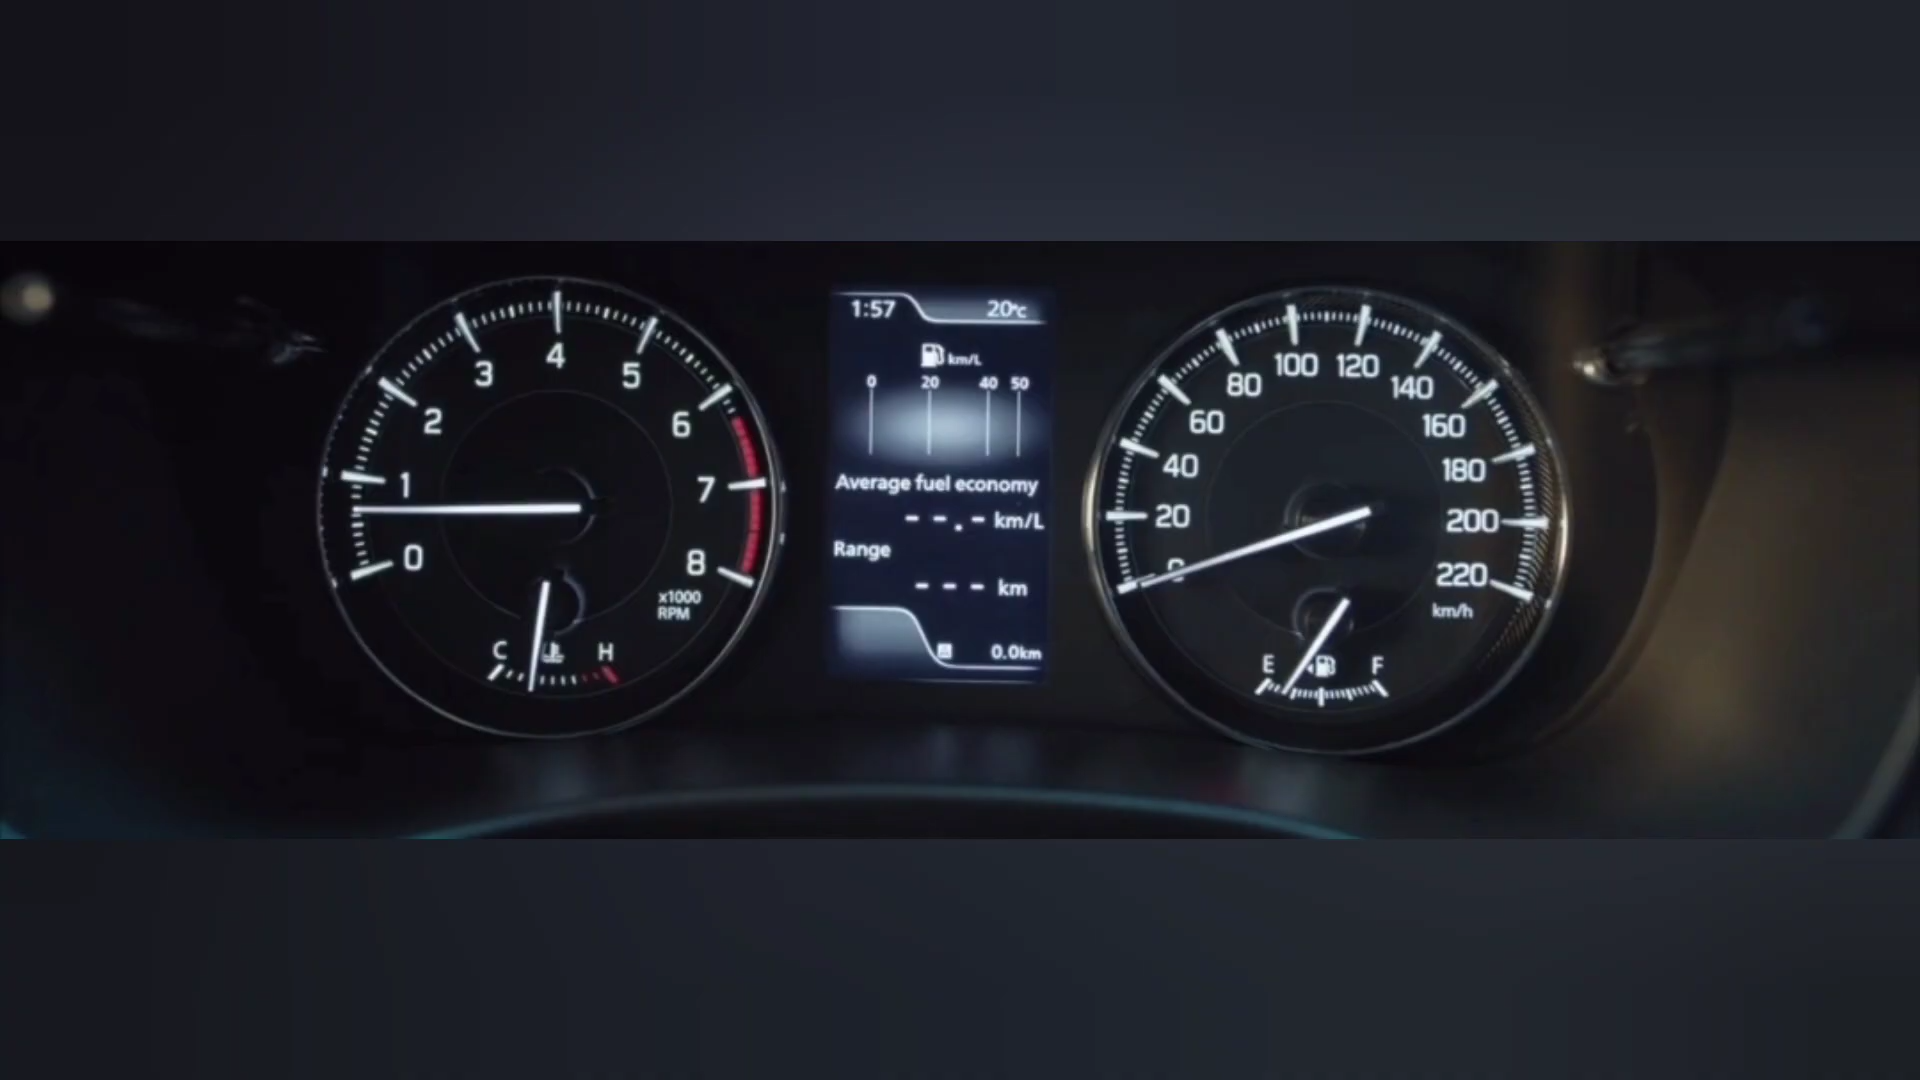 0
1
2
3
4
5
6
7
8
x1000
RPM
C
H
1:57 20°C
km/L
0 20 40 50
Average fuel economy
--.- km/L
Range
--- km
A 0.0km
0
20
40
60
80
100
120
140
160
180
200
220
km/h
E
F